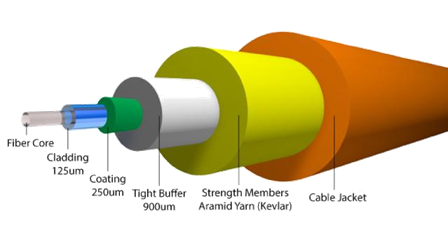 Fiber Core
Cladding
125um
Coating
250um
Tight Buffer
900um
Strength Members
Aramid Yarn (Kevlar)
Cable Jacket